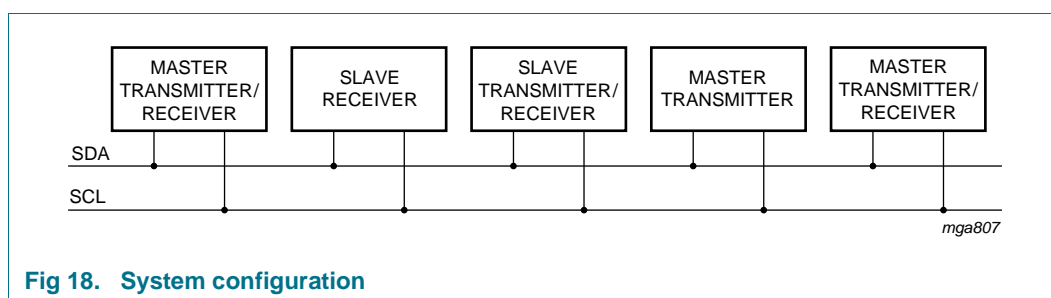 MASTER
TRANSMITTER/
RECEIVER
SLAVE
RECEIVER
SLAVE
TRANSMITTER/
RECEIVER
MASTER
TRANSMITTER
MASTER
TRANSMITTER/
RECEIVER
SDA
SCL
mga807
Fig 18. System configuration